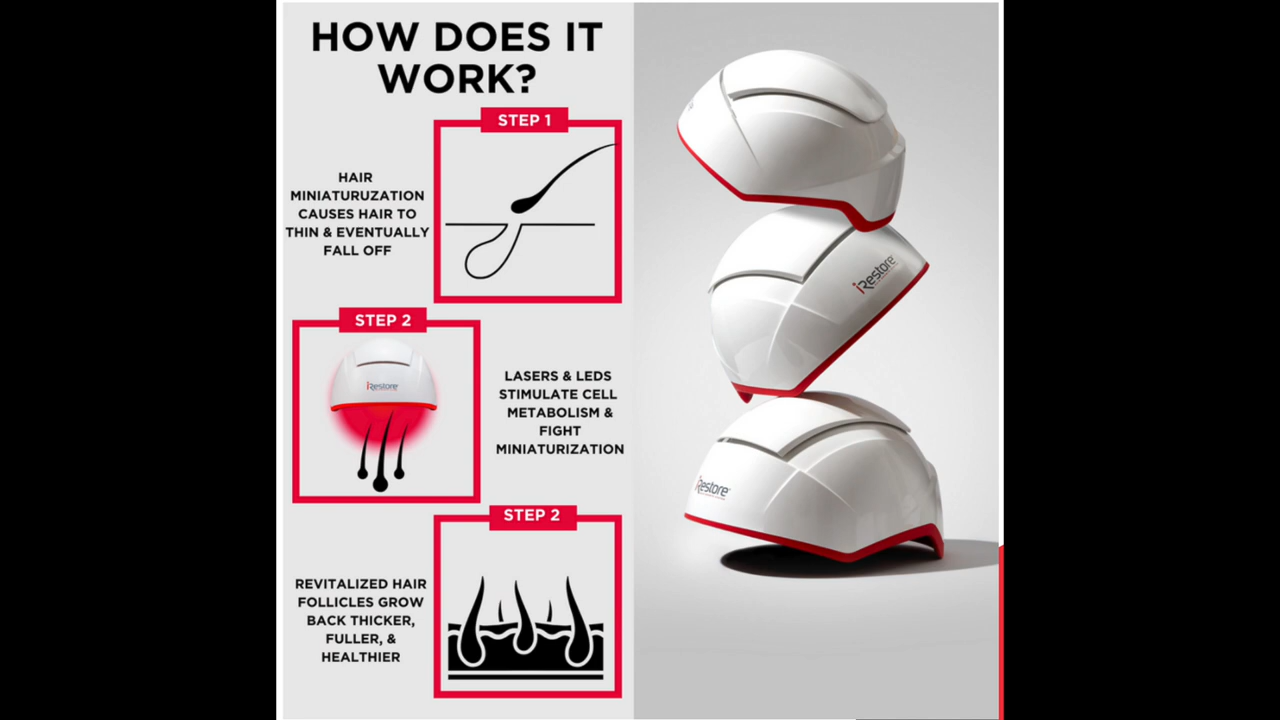 HOW DOES IT
WORK?
STEP 1
HAIR
MINIATURUZATION
CAUSES HAIR TO
THIN & EVENTUALLY
FALL OFF
STEP 2
iRestore
LASERS & LEDS
STIMULATE CELL
METABOLISM &
FIGHT
MINIATURIZATION
STEP 2
REVITALIZED HAIR
FOLLICLES GROW
BACK THICKER,
FULLER, &
HEALTHIER
iRestore
iRestore